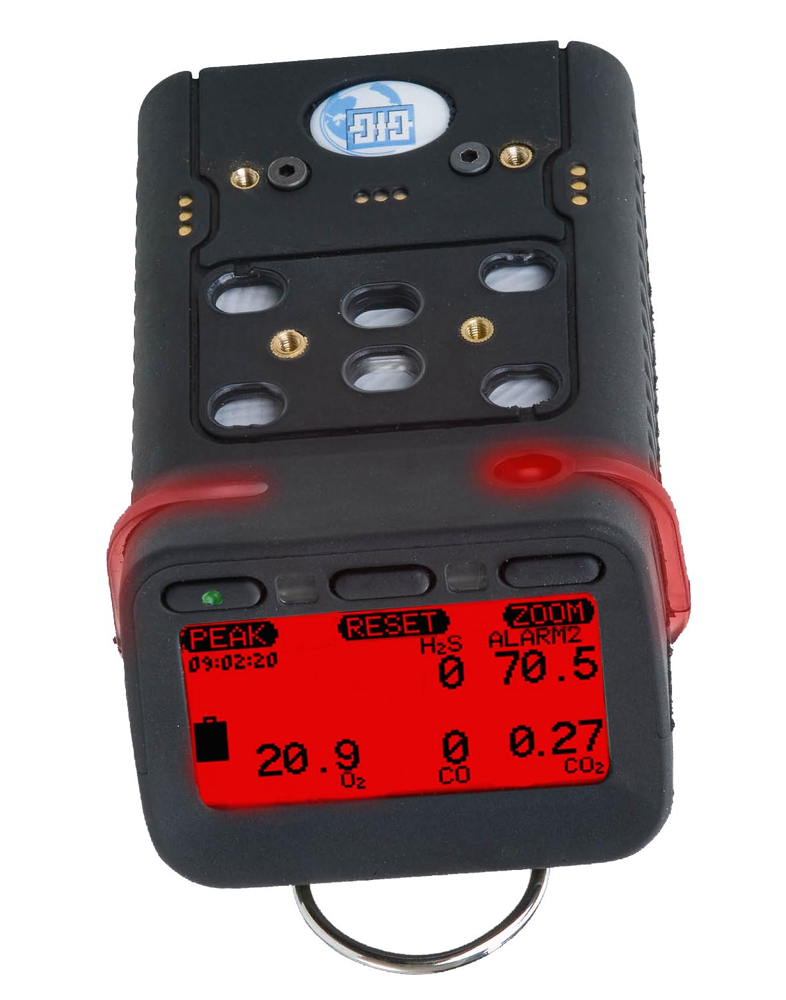 GfG
PEAK RESET ZOOM
09:02:20 H₂S ALARM2
0 70.5
20.9 0 0.27
O₂ CO CO₂